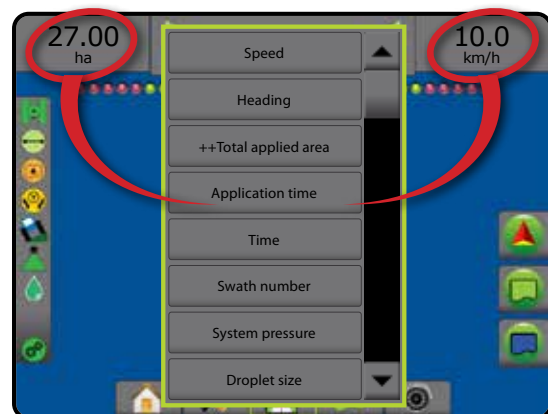 27.00
ha
10.0
km/h
Speed
Heading
++Total applied area
Application time
Time
Swath number
System pressure
Droplet size